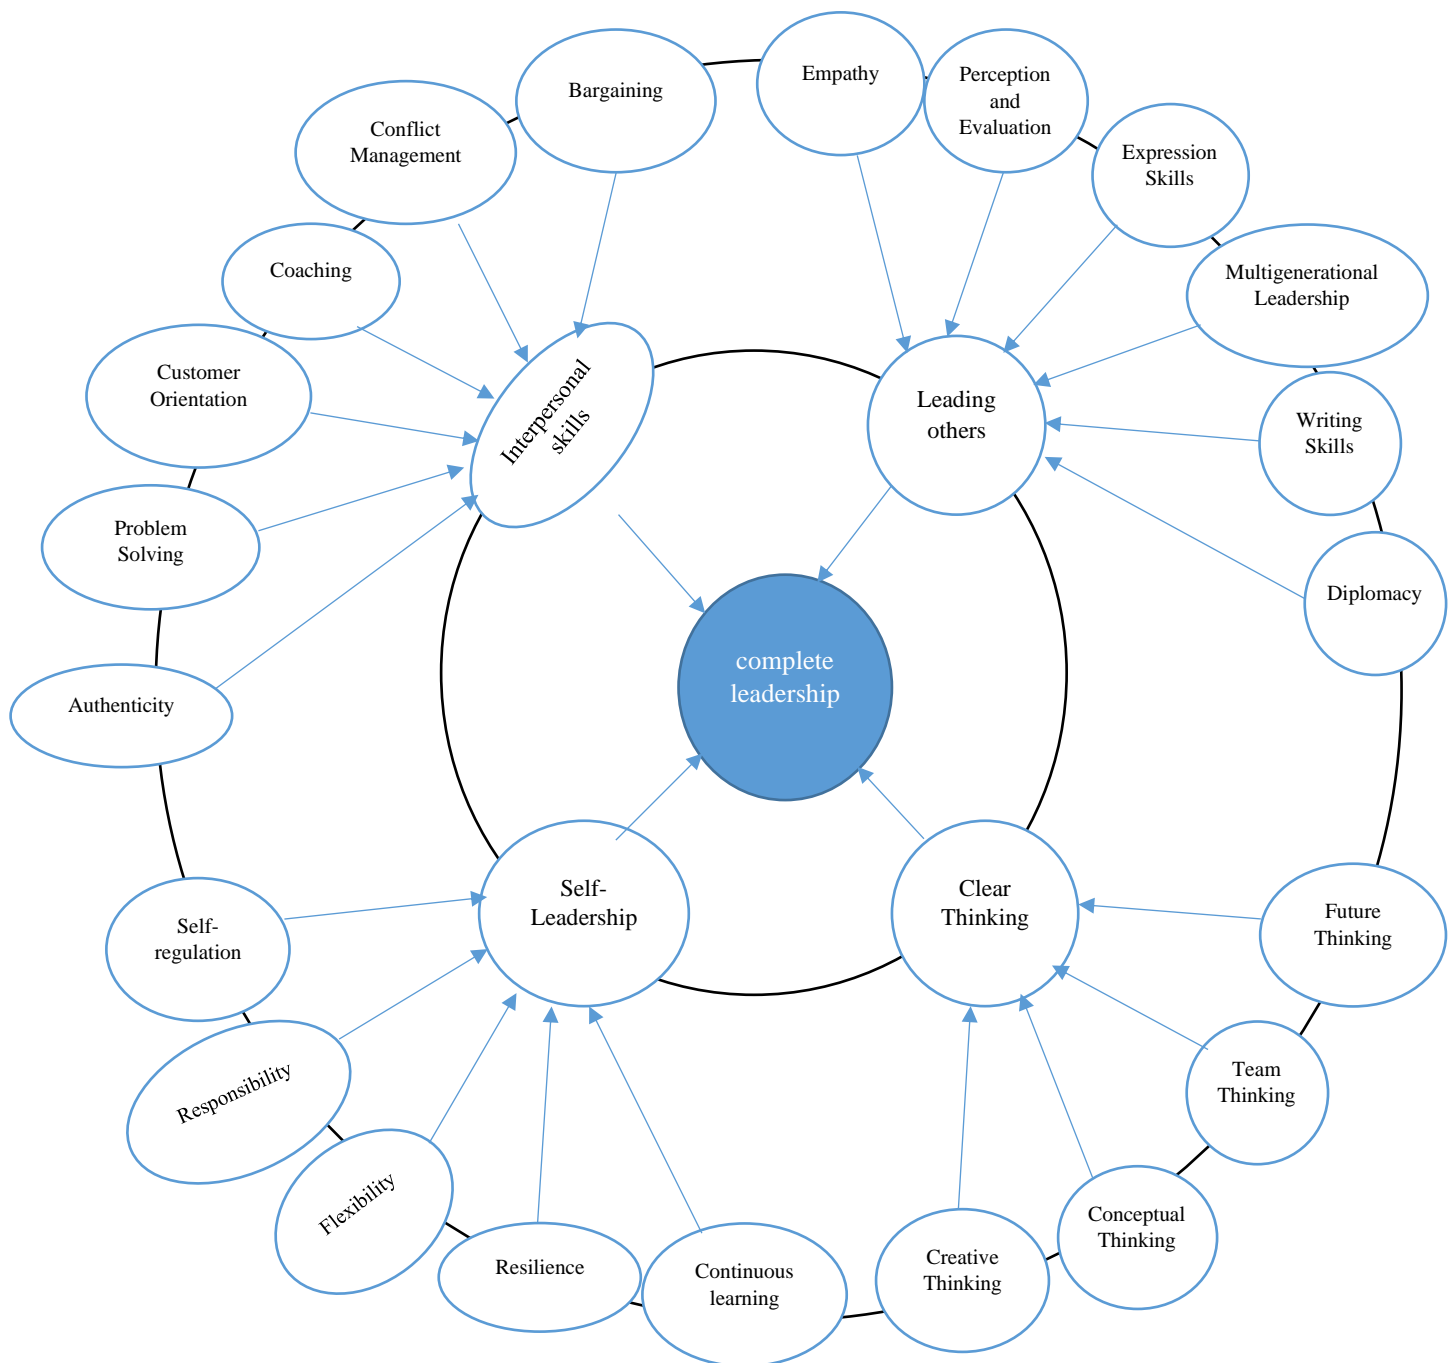 Bargaining
Empathy
Perception
and
Evaluation
Conflict
Management
Expression
Skills
Coaching
Multigenerational
Leadership
Customer
Orientation
Interpersonal
skills
Leading
others
Writing
Skills
Problem
Solving
Diplomacy
complete
leadership
Authenticity
Self-
Leadership
Clear
Thinking
Self-
regulation
Future
Thinking
Responsibility
Team
Thinking
Flexibility
Conceptual
Thinking
Resilience
Continuous
learning
Creative
Thinking